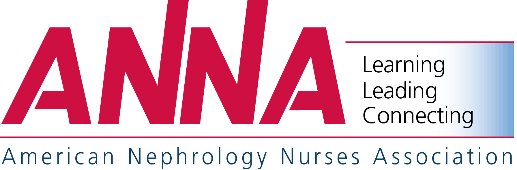 ANNA
Learning
Leading
Connecting
American Nephrology Nurses Association